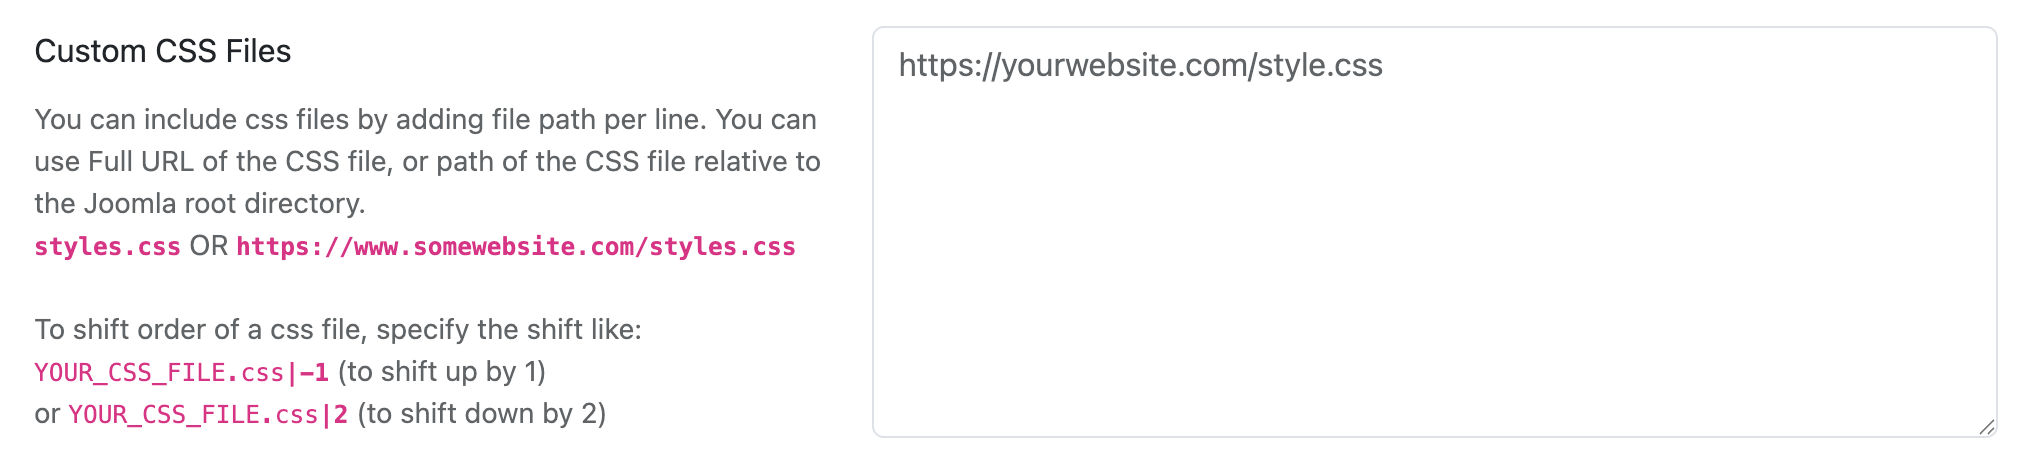 Custom CSS Files
You can include css files by adding file path per line. You can
use Full URL of the CSS file, or path of the CSS file relative to
the Joomla root directory.
styles.css OR https://www.somewebsite.com/styles.css
To shift order of a css file, specify the shift like:
YOUR_CSS_FILE.css|−1 (to shift up by 1)
or YOUR_CSS_FILE.css|2 (to shift down by 2)
https://yourwebsite.com/style.css